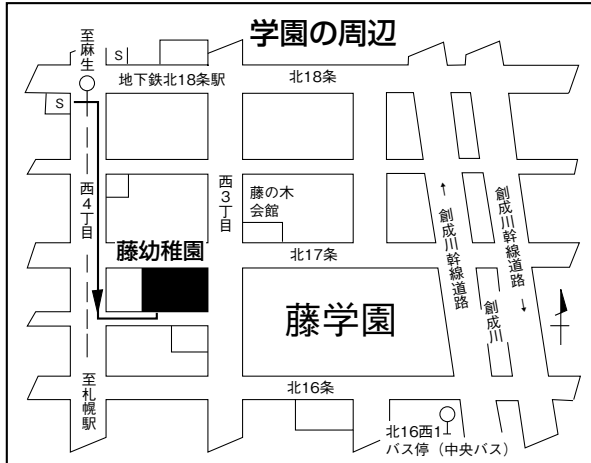 学園の周辺
至麻生
S
地下鉄北18条駅
北18条
S
西4丁目
西3丁目
藤の木
会館
創成川幹線道路
創成川幹線道路
藤幼稚園
北17条
藤学園
創成川
至札幌駅
北16条
北16西1
バス停（中央バス）